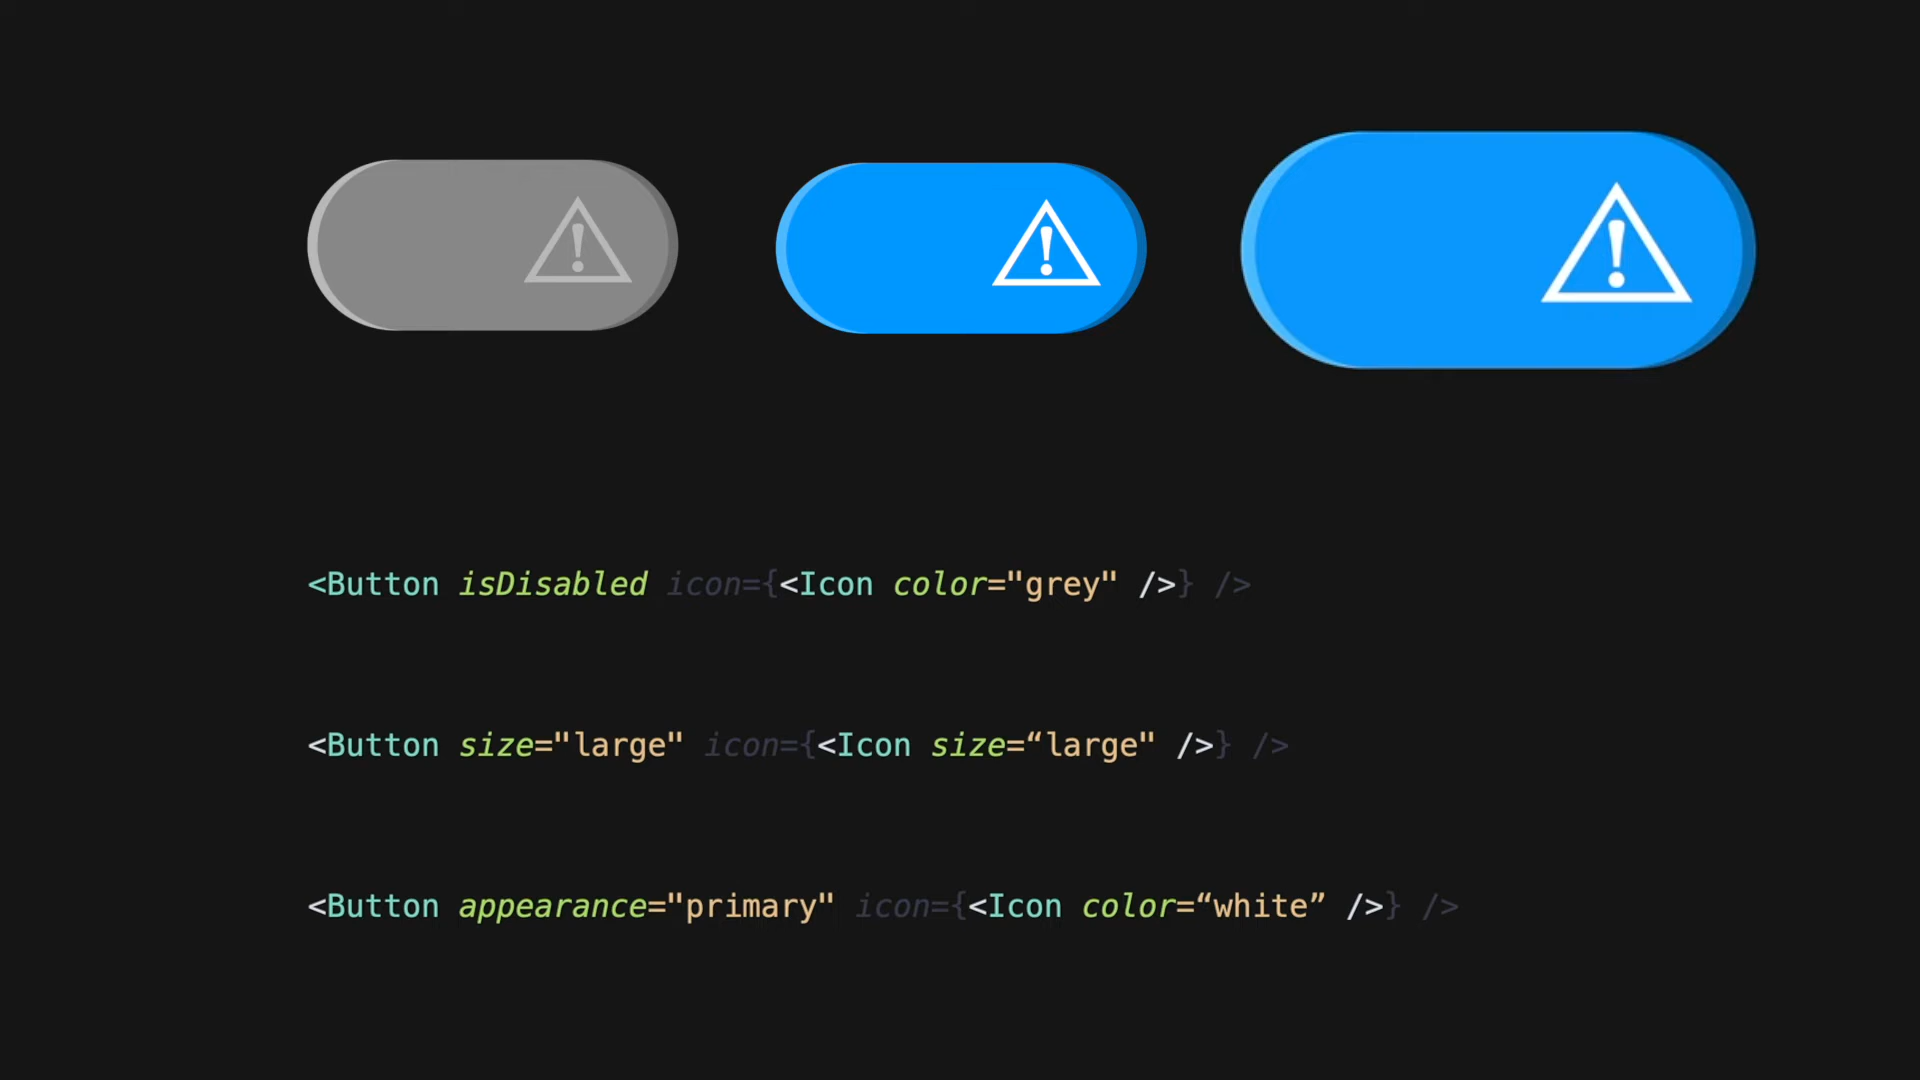 <Button isDisabled icon={<Icon color="grey" />} />
<Button size="large" icon={<Icon size=“large" />} />
<Button appearance="primary" icon={<Icon color=“white” />} />